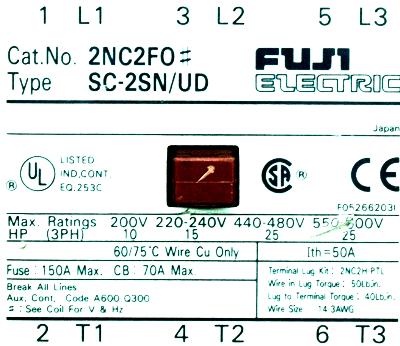 1 L1 3 L2 5 L3
Cat.No. 2NC2FO#
Type SC-2SN/UD
FUJI
ELECTRIC
Japan
UL LISTED
IND.CONT.
EQ.253C
SA ® CE
F05266203I
Max. Ratings 200V 220-240V 440-480V 550-600V
HP (3PH) 10 15 25 25
60/75°C Wire Cu Only Ith=50A
Fuse : 150A Max. CB : 70A Max.
Break All Lines
Aux. Cont. Code A600 Q300
# : See Coil For V & Hz
Terminal Lug Kit : 2NC2H-PTL
Wire in Lug Torque : 50Lb.in.
Lug to Terminal Torque : 40Lb.in.
Wire Size 14-3AWG
2 T1 4 T2 6 T3